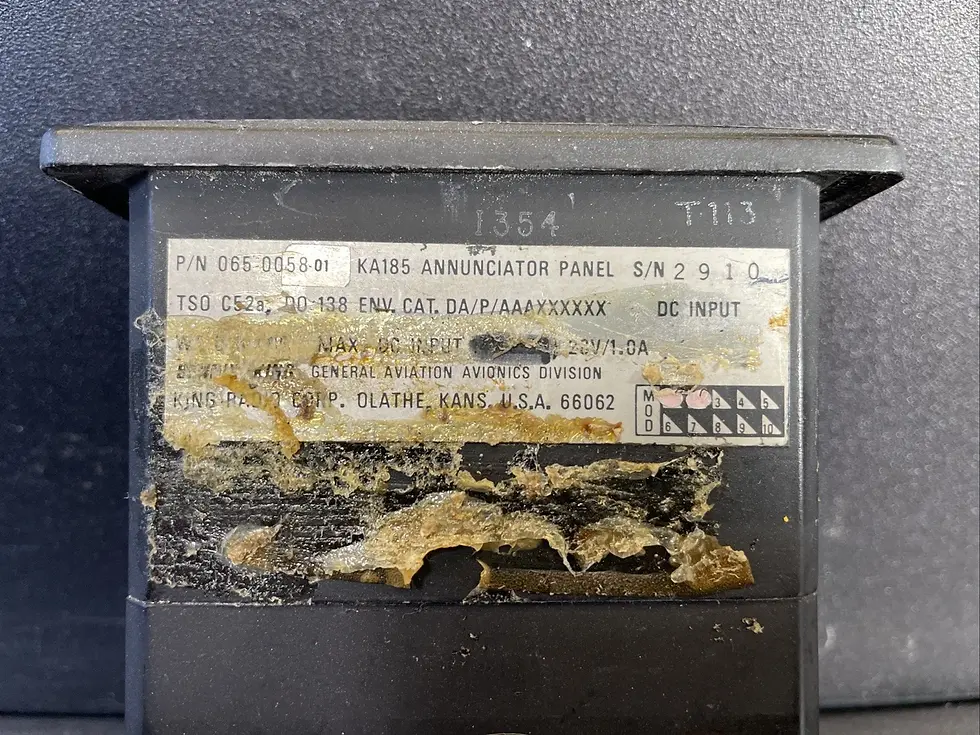 1354
T113
P/N 065-0058-01 KA185 ANNUNCIATOR PANEL S/N 2910
TSO C52a, DO-138 ENV. CAT. DA/P/AAAXXXXXX DC INPUT
MAX. DC INPUT 28V/1.0A
KING GENERAL AVIATION AVIONICS DIVISION
KING RADIO CORP. OLATHE, KANS. U.S.A. 66062
MOD 3 4 5
6 7 8 9 10